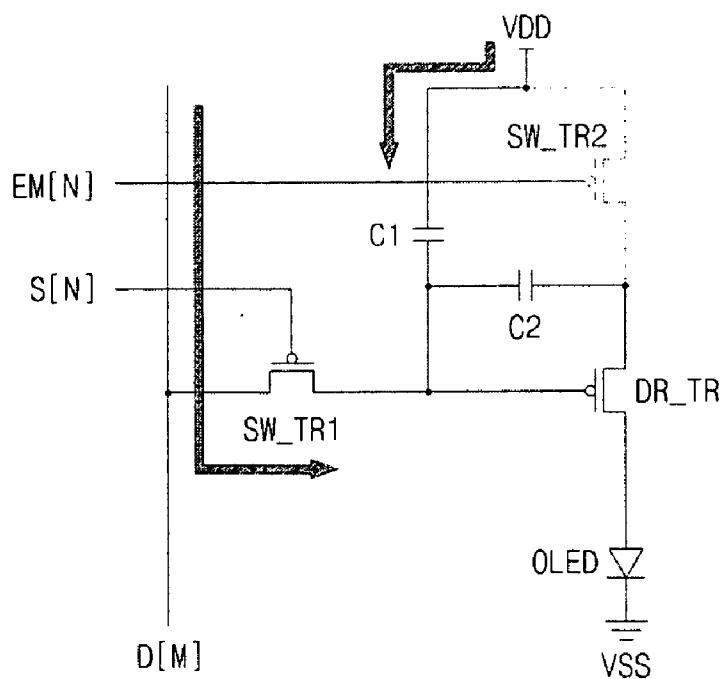 VDD
SW_TR2
EM[N]
C1
S[N]
C2
DR_TR
SW_TR1
OLED
D[M]
VSS